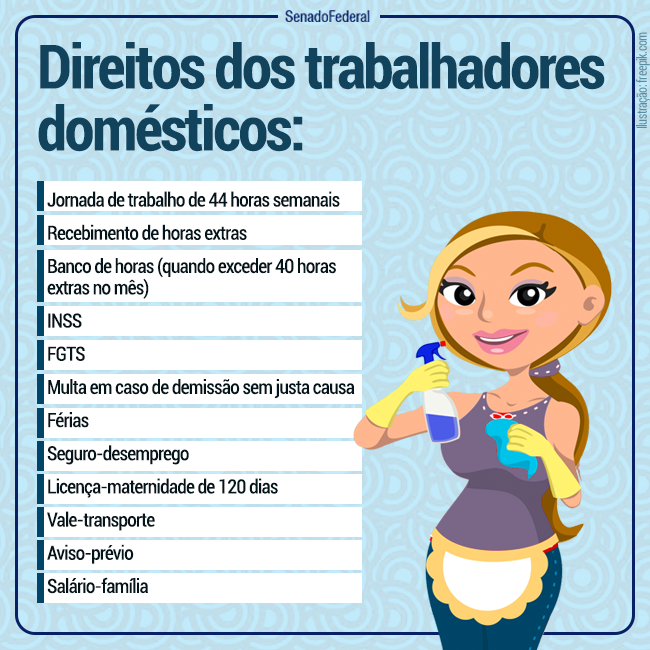 SenadoFederal
Direitos dos trabalhadores
domésticos:
Jornada de trabalho de 44 horas semanais
Recebimento de horas extras
Banco de horas (quando exceder 40 horas
extras no mês)
INSS
FGTS
Multa em caso de demissão sem justa causa
Férias
Seguro-desemprego
Licença-maternidade de 120 dias
Vale-transporte
Aviso-prévio
Salário-família
Ilustração: freepik.com